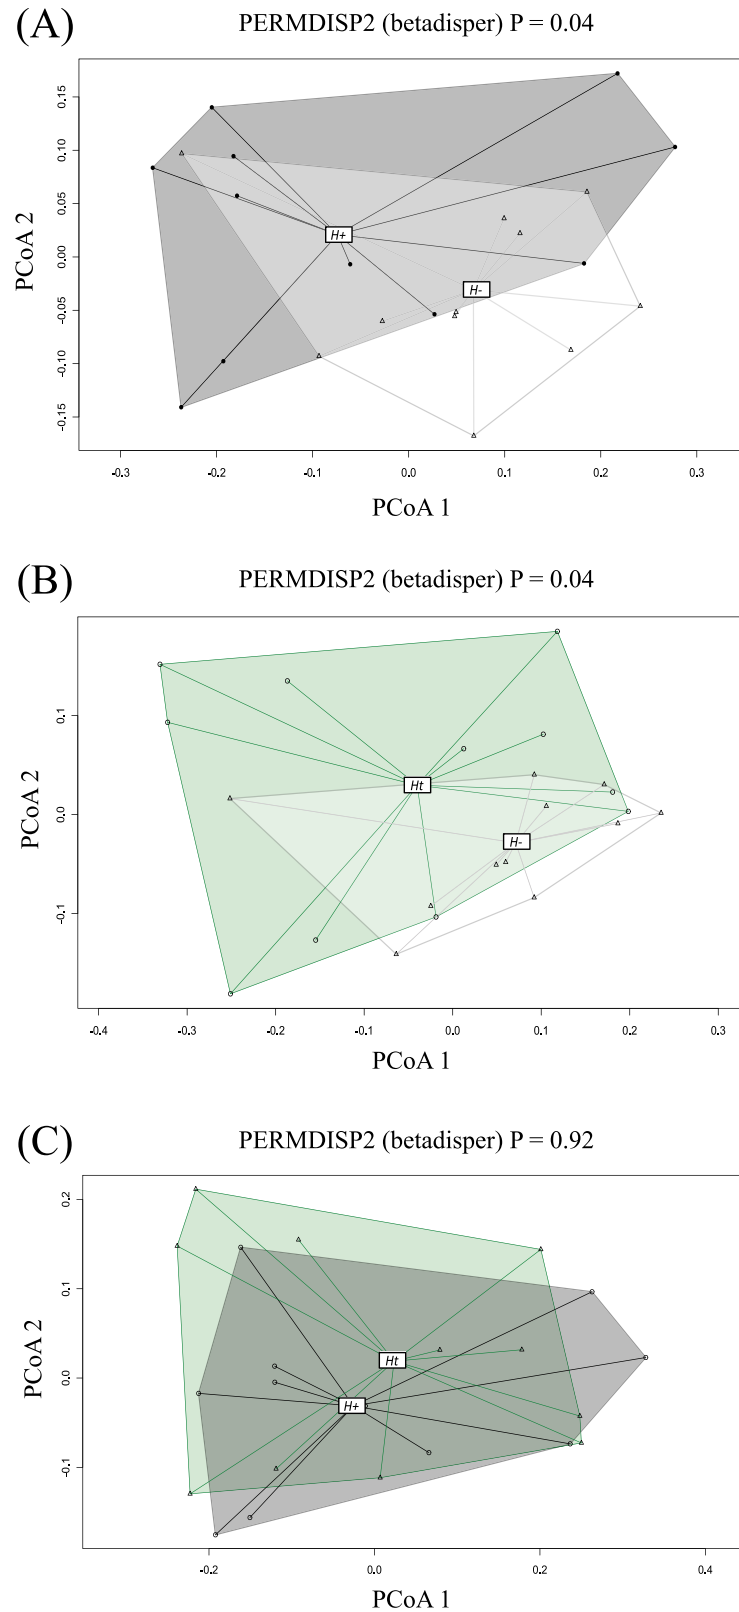 (A)
PERMDISP2 (betadisper) P = 0.04
PCoA 2
0.15
0.10
0.05
0.00
-0.05
-0.10
-0.15
H+
H-
-0.3
-0.2
-0.1
0.0
0.1
0.2
0.3
PCoA 1
(B)
PERMDISP2 (betadisper) P = 0.04
PCoA 2
0.1
0.0
-0.1
Ht
H-
-0.4
-0.3
-0.2
-0.1
0.0
0.1
0.2
0.3
PCoA 1
(C)
PERMDISP2 (betadisper) P = 0.92
PCoA 2
0.2
0.1
0.0
-0.1
Ht
H+
-0.2
0.0
0.2
0.4
PCoA 1